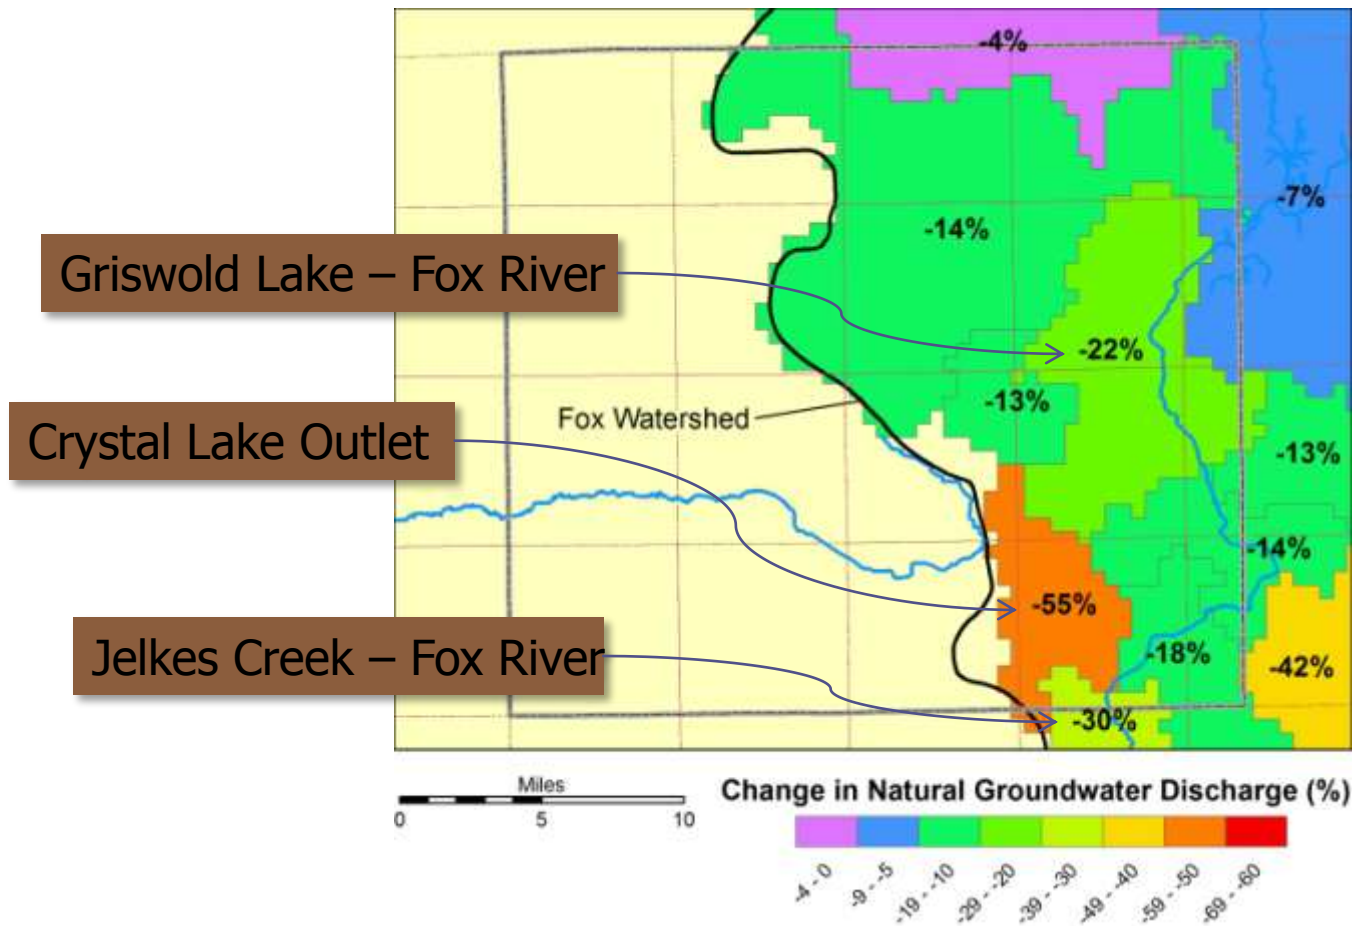 -4%
-7%
-14%
Griswold Lake – Fox River
-22%
-13%
Fox Watershed
Crystal Lake Outlet
-13%
-14%
-55%
Jelkes Creek – Fox River
-18%
-42%
-30%
Miles
0 5 10
Change in Natural Groundwater Discharge (%)
-4 - 0
-9 - -5
-19 - -10
-29 - -20
-39 - -30
-49 - -40
-59 - -50
-69 - -60